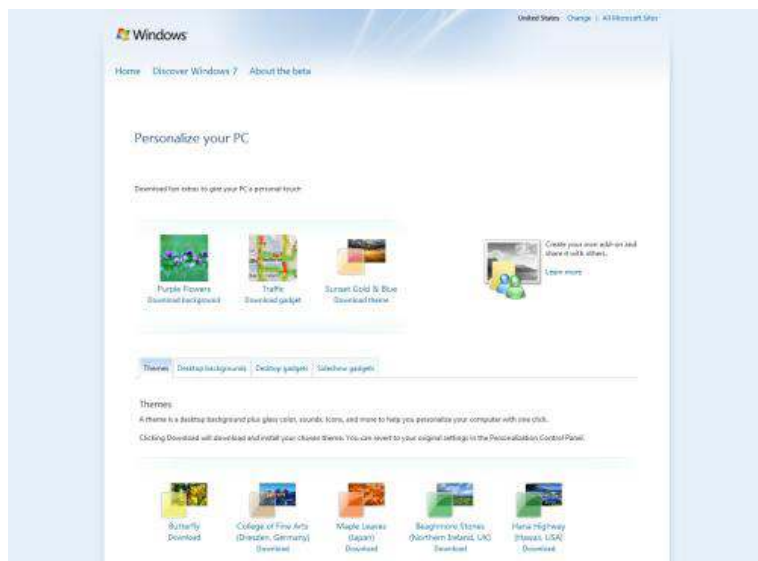 United States Change | All Microsoft Sites
Windows
Home Discover Windows 7 About the beta
Personalize your PC
Download fun extras to give your PC a personal touch
Create your own add-on and
share it with others.
Learn more
Purple Flowers
Download background
Traffic
Download gadget
Sunset Gold & Blue
Download theme
Themes Desktop backgrounds Desktop gadgets Sideshow gadgets
Themes
A theme is a desktop background plus glass color, sounds, icons, and more to help you personalize your computer with one click.
Clicking Download will download and install your chosen theme. You can revert to your original settings in the Personalization Control Panel.
Butterfly
Download
College of Fine Arts
(Dresden, Germany)
Download
Maple Leaves
(Japan)
Download
Beaghmore Stones
(Northern Ireland, UK)
Download
Hana Highway
(Hawaii, USA)
Download